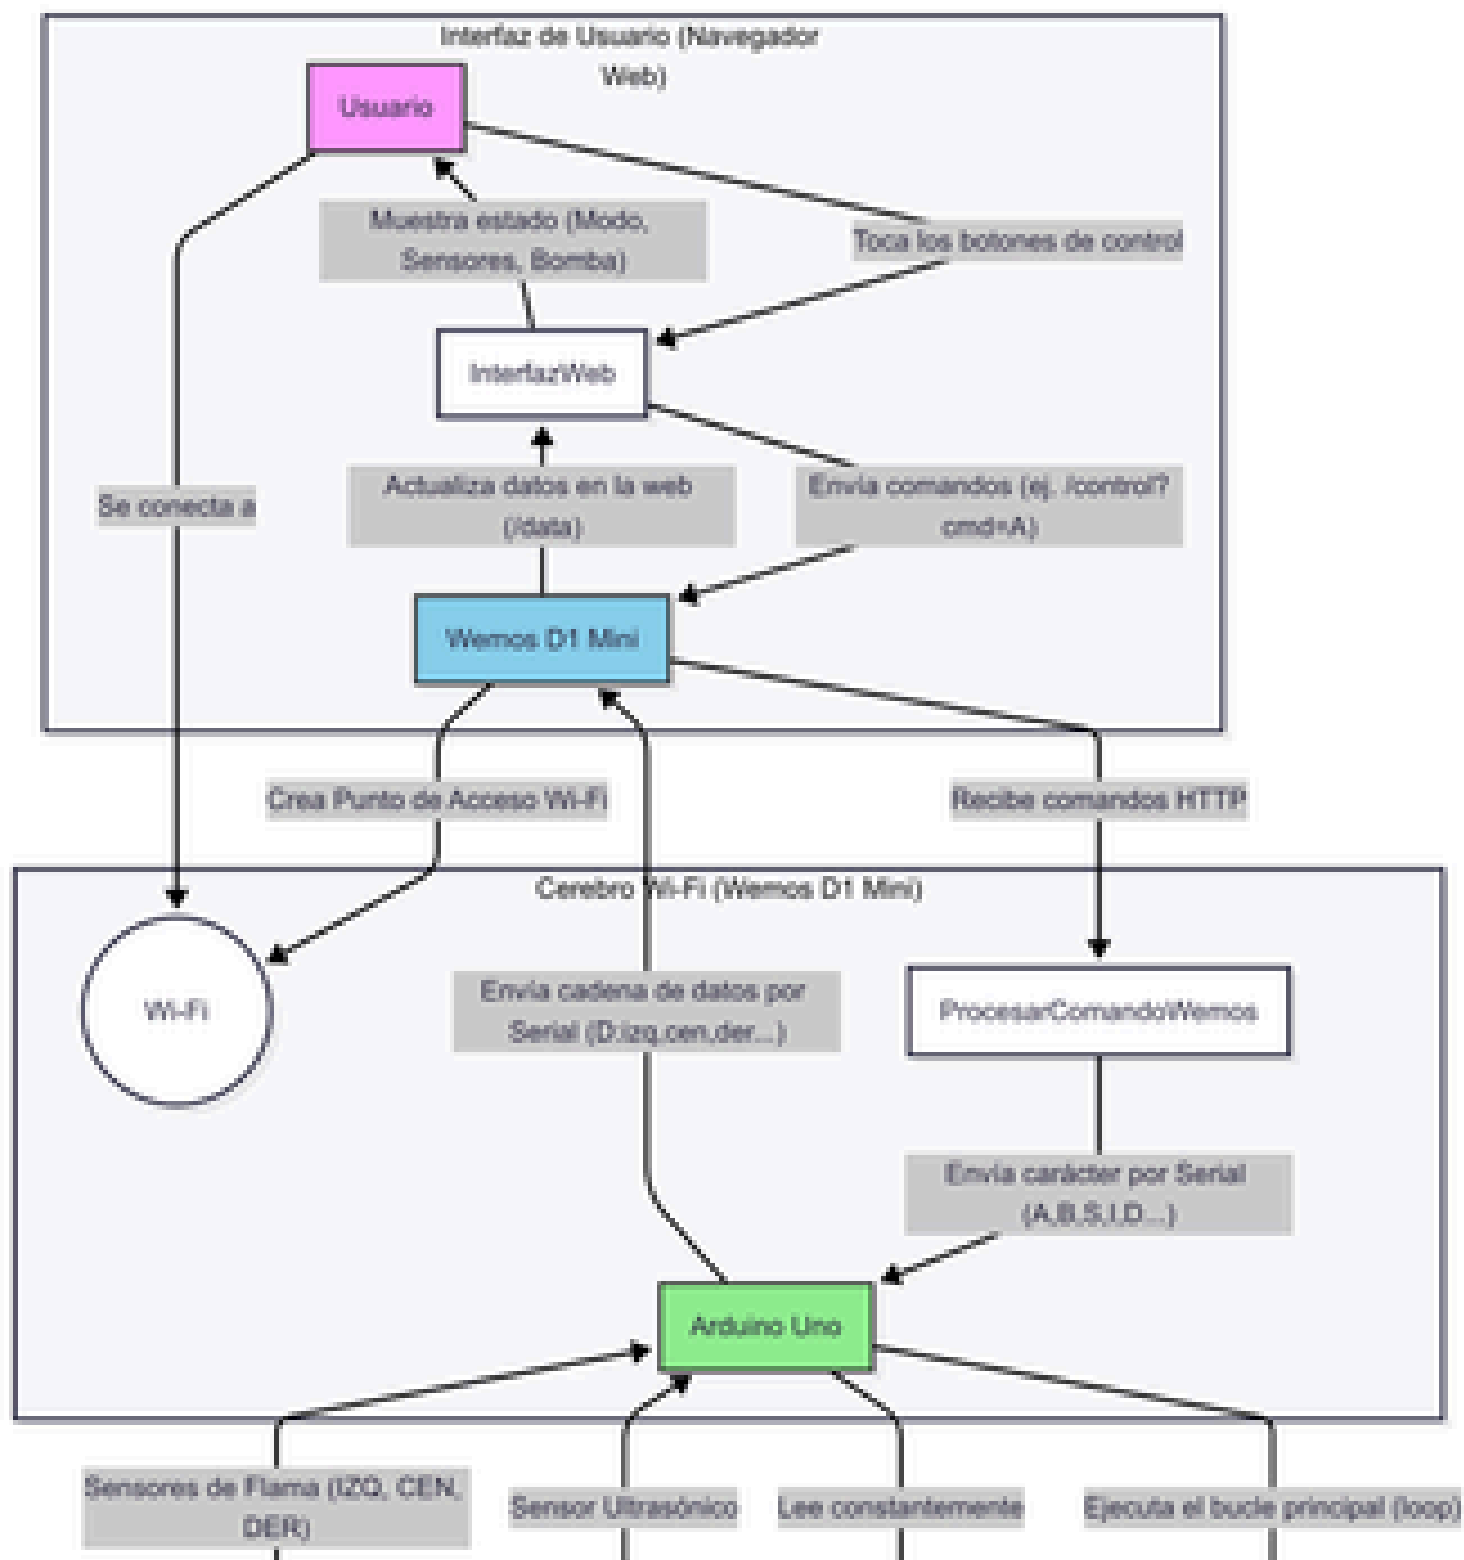 Interfaz de Usuario (Navegador
Web)
Usuario
Muestra estado (Modo,
Sensores, Bomba)
Toca los botones de control
InterfazWeb
Se conecta a
Actualiza datos en la web
(/data)
Envía comandos (ej. /control?
cmd=A)
Wemos D1 Mini
Crea Punto de Acceso Wi-Fi
Recibe comandos HTTP
Cerebro Wi-Fi (Wemos D1 Mini)
Wi-Fi
Envía cadena de datos por
Serial (D:izq,cen,der...)
ProcesarComandoWemos
Envía carácter por Serial
(A,B,S,I,D...)
Arduino Uno
Sensores de Flama (IZQ, CEN,
DER)
Sensor Ultrasónico
Lee constantemente
Ejecuta el bucle principal (loop)